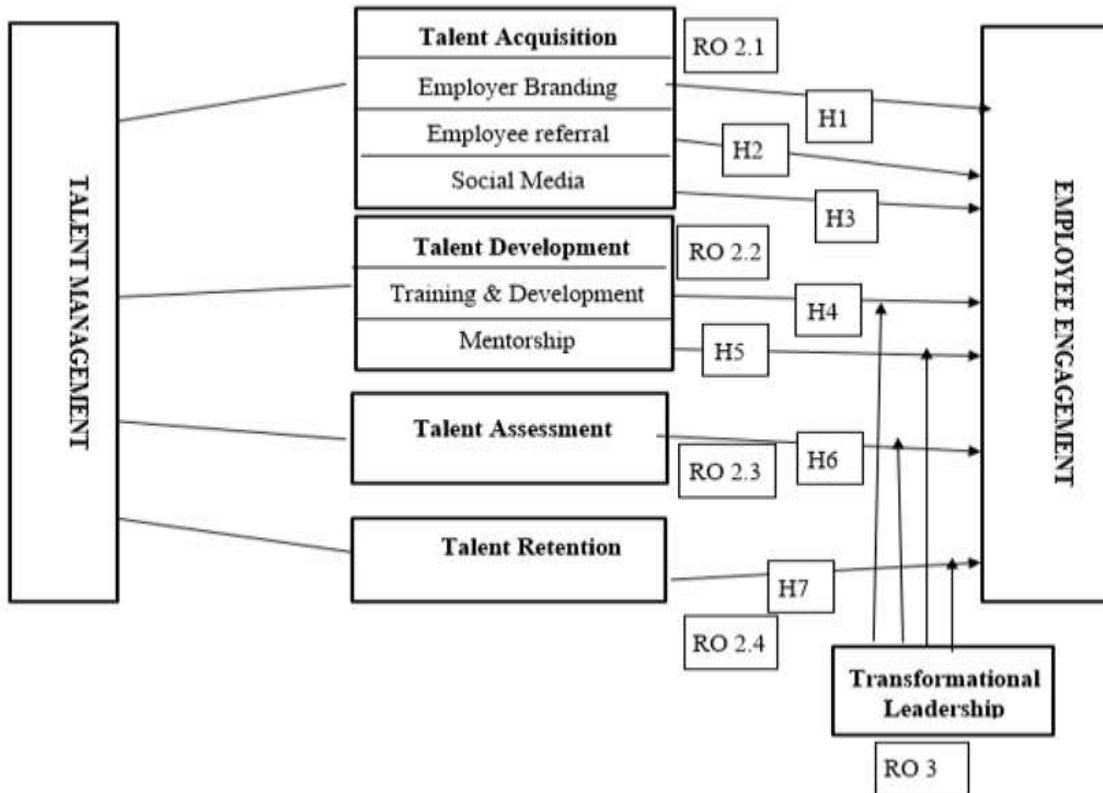 TALENT MANAGEMENT
Talent Acquisition
Employer Branding
Employee referral
Social Media
RO 2.1
H1
H2
H3
Talent Development
Training & Development
Mentorship
RO 2.2
H4
H5
Talent Assessment
RO 2.3
H6
Talent Retention
RO 2.4
H7
EMPLOYEE ENGAGEMENT
Transformational
Leadership
RO 3